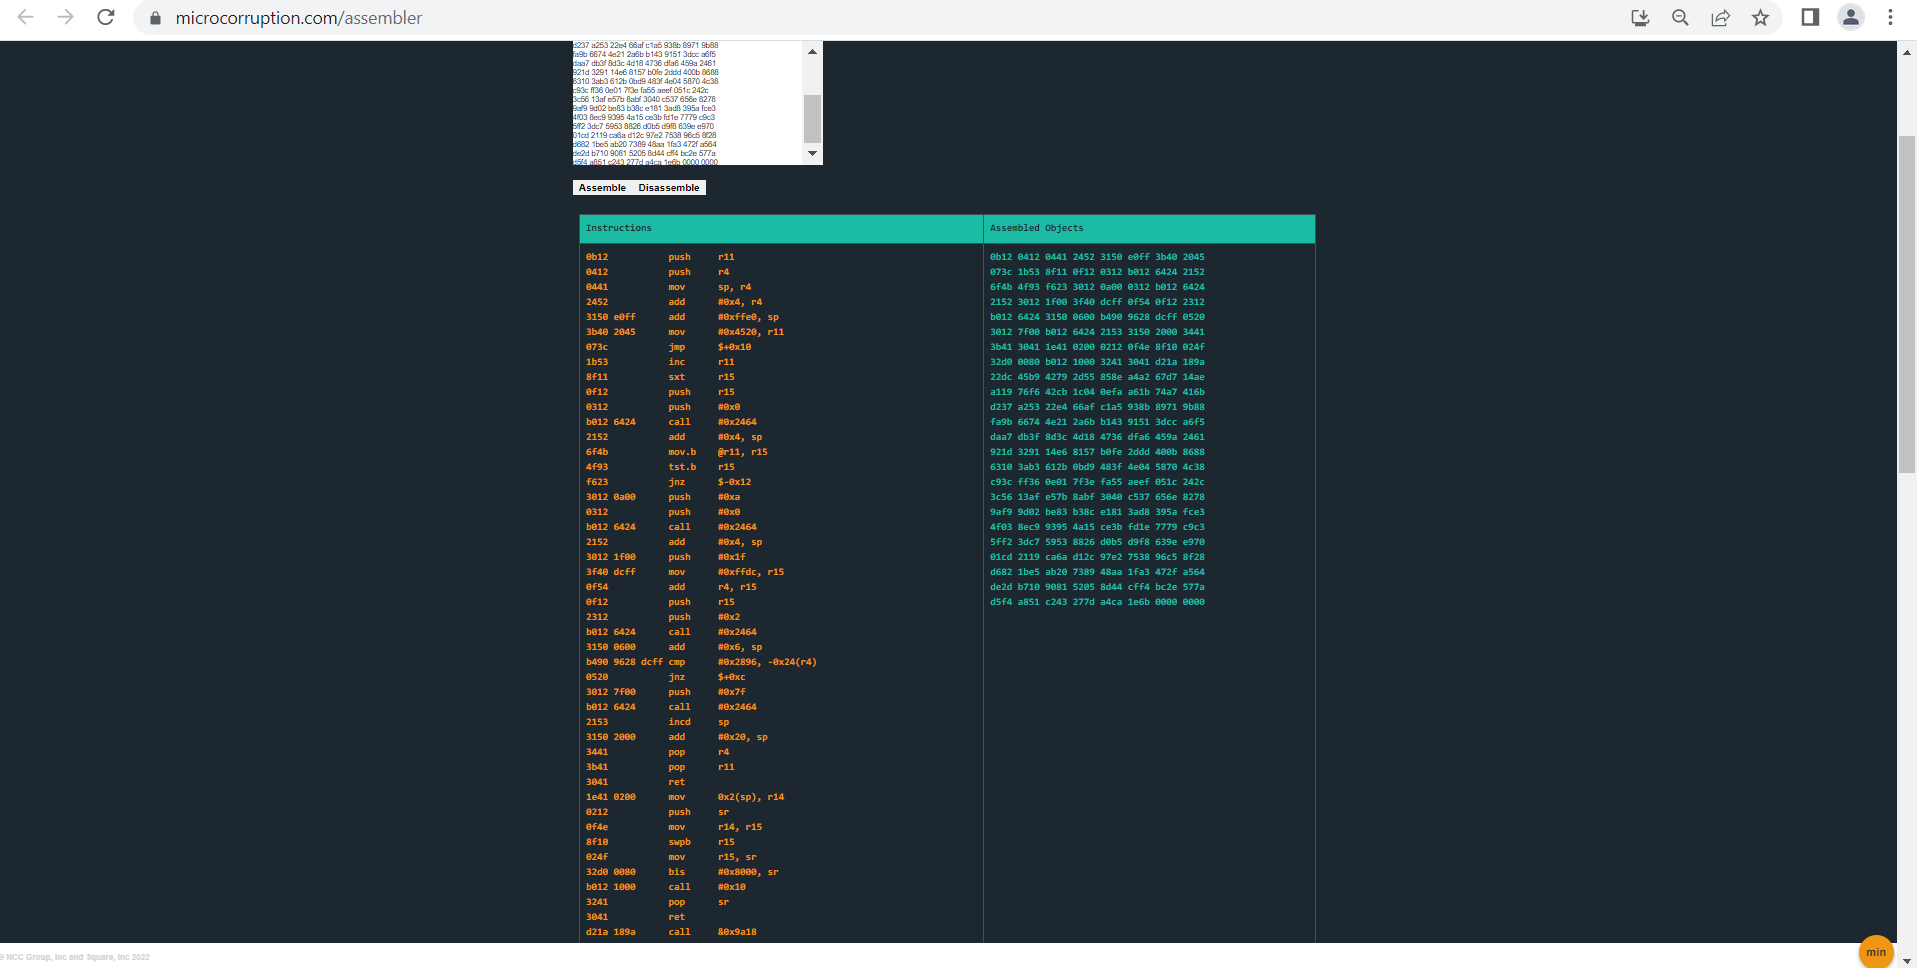 microcorruption.com/assembler
d237 a253 22e4 66af c1a5 938b 8971 9b88
fa9b 6674 4e21 2a6b b143 9151 3dcc a6f5
daa7 db3f 8d3c 4d18 4736 dfa6 459a 2461
921d 3291 14e6 8157 b0fe 2ddd 400b 8688
6310 3ab3 612b 0bd9 483f 4e04 5870 4c38
c93c ff36 0e01 7f3e fa55 aeef 051c 242c
3c56 13af e57b 8abf 3040 c537 656e 8278
9af9 9d02 be83 b38c e181 3ad8 395a fce3
4f03 8ec9 9395 4a15 ce3b fd1e 7779 c9c3
5ff2 3dc7 5953 8826 d0b5 d9f8 639e e970
01cd 2119 ca6a d12c 97e2 7538 96c5 8f28
d682 1be5 ab20 7389 48aa 1fa3 472f a564
de2d b710 9081 5205 8d44 cff4 bc2e 577a
d5f4 a851 c243 277d a4ca 1e6b 0000 0000
Assemble Disassemble
Instructions Assembled Objects
0b12 push r11 0b12 0412 0441 2452 3150 e0ff 3b40 2045
0412 push r4 073c 1b53 8f11 0f12 0312 b012 6424 2152
0441 mov sp, r4 6f4b 4f93 f623 3012 0a00 0312 b012 6424
2452 add #0x4, r4 2152 3012 1f00 3f40 dcff 0f54 0f12 2312
3150 e0ff add #0xffe0, sp b012 6424 3150 0600 b490 9628 dcff 0520
3b40 2045 mov #0x4520, r11 3012 7f00 b012 6424 2153 3150 2000 3441
073c jmp $+0x10 3b41 3041 1e41 0200 0212 0f4e 8f10 024f
1b53 inc r11 32d0 0080 b012 1000 3241 3041 d21a 189a
8f11 sxt r15 22dc 45b9 4279 2d55 858e a4a2 67d7 14ae
0f12 push r15 a119 76f6 42cb 1c04 0efa a61b 74a7 416b
0312 push #0x0 d237 a253 22e4 66af c1a5 938b 8971 9b88
b012 6424 call #0x2464 fa9b 6674 4e21 2a6b b143 9151 3dcc a6f5
2152 add #0x4, sp daa7 db3f 8d3c 4d18 4736 dfa6 459a 2461
6f4b mov.b @r11, r15 921d 3291 14e6 8157 b0fe 2ddd 400b 8688
4f93 tst.b r15 6310 3ab3 612b 0bd9 483f 4e04 5870 4c38
f623 jnz $-0x12 c93c ff36 0e01 7f3e fa55 aeef 051c 242c
3012 0a00 push #0xa 3c56 13af e57b 8abf 3040 c537 656e 8278
0312 push #0x0 9af9 9d02 be83 b38c e181 3ad8 395a fce3
b012 6424 call #0x2464 4f03 8ec9 9395 4a15 ce3b fd1e 7779 c9c3
2152 add #0x4, sp 5ff2 3dc7 5953 8826 d0b5 d9f8 639e e970
3012 1f00 push #0x1f 01cd 2119 ca6a d12c 97e2 7538 96c5 8f28
3f40 dcff mov #0xffdc, r15 d682 1be5 ab20 7389 48aa 1fa3 472f a564
0f54 add r4, r15 de2d b710 9081 5205 8d44 cff4 bc2e 577a
0f12 push r15 d5f4 a851 c243 277d a4ca 1e6b 0000 0000
2312 push #0x2
b012 6424 call #0x2464
3150 0600 add #0x6, sp
b490 9628 dcff cmp #0x2896, -0x24(r4)
0520 jnz $+0xc
3012 7f00 push #0x7f
b012 6424 call #0x2464
2153 incd sp
3150 2000 add #0x20, sp
3441 pop r4
3b41 pop r11
3041 ret
1e41 0200 mov 0x2(sp), r14
0212 push sr
0f4e mov r14, r15
8f10 swpb r15
024f mov r15, sr
32d0 0080 bis #0x8000, sr
b012 1000 call #0x10
3241 pop sr
3041 ret
d21a 189a call &0x9a18
© NCC Group, Inc and Square, Inc 2022
min